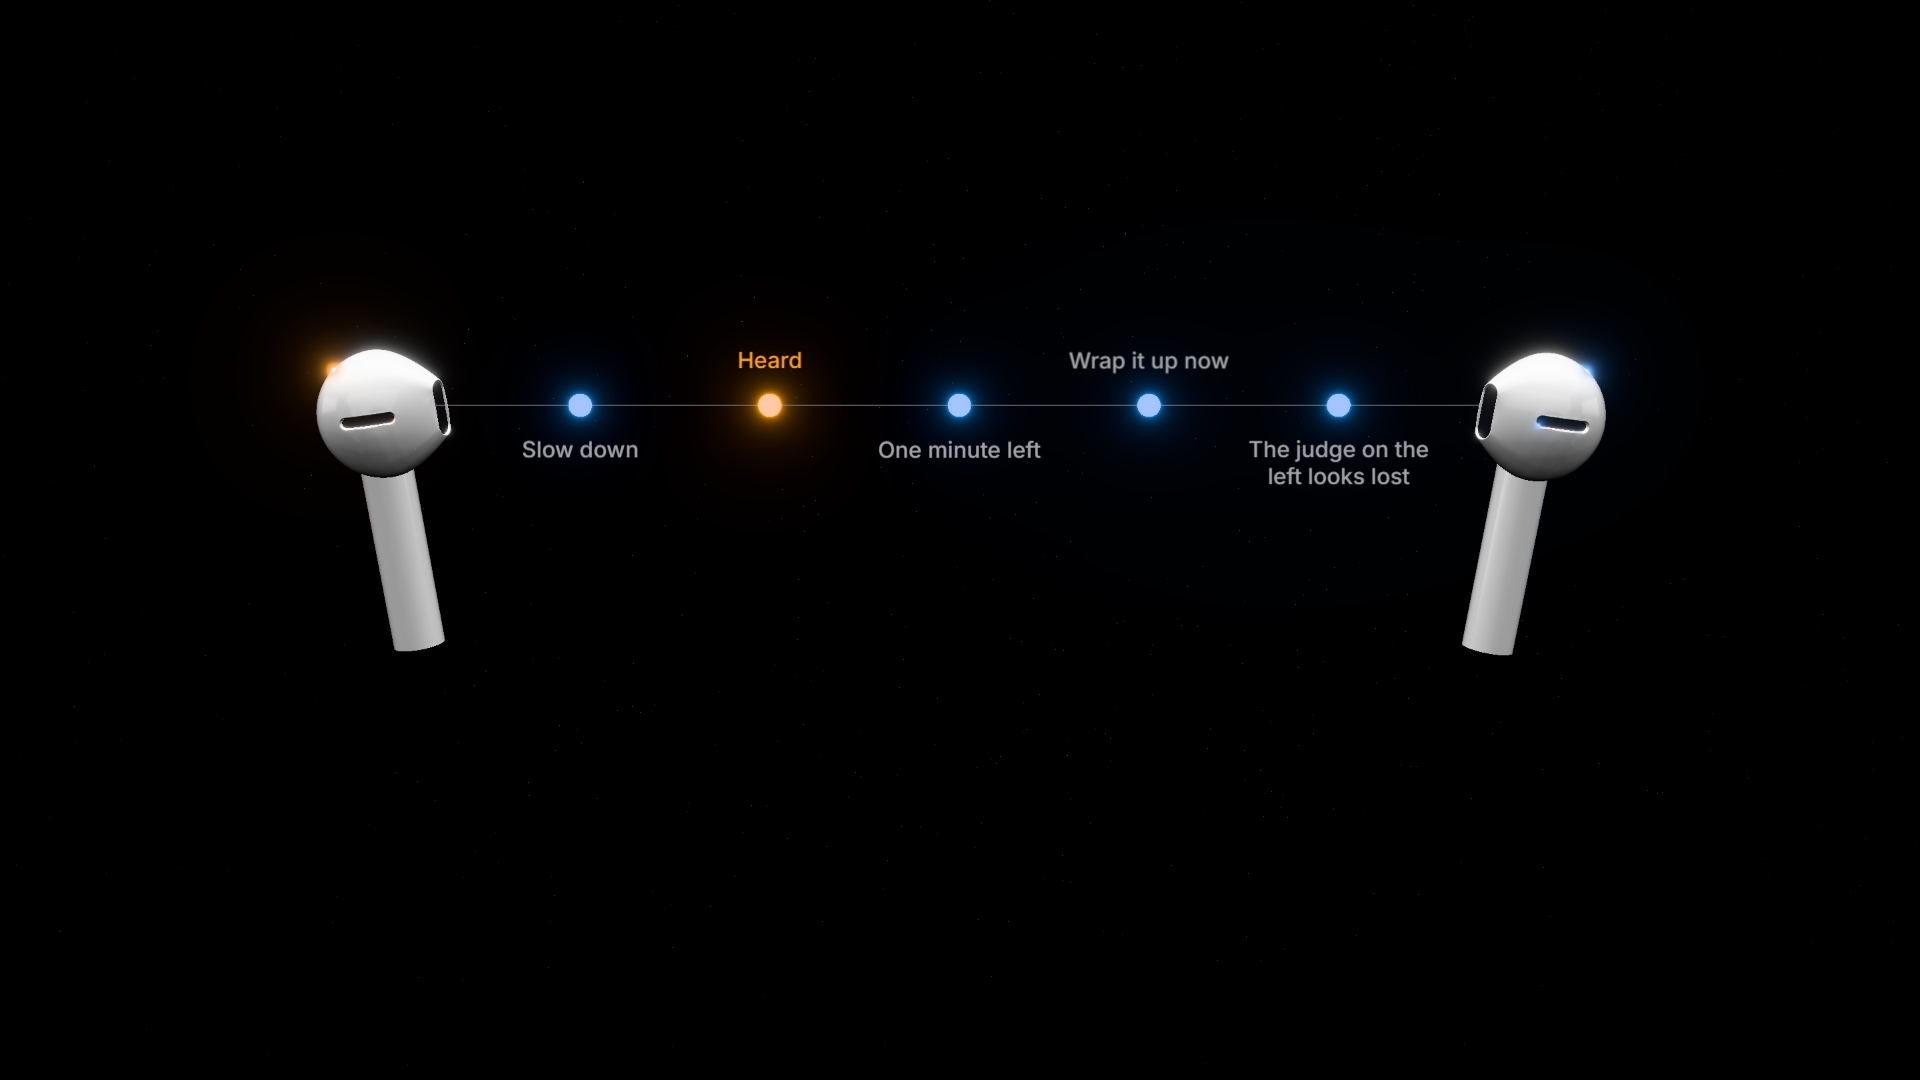 Slow down
Heard
One minute left
Wrap it up now
The judge on the
left looks lost